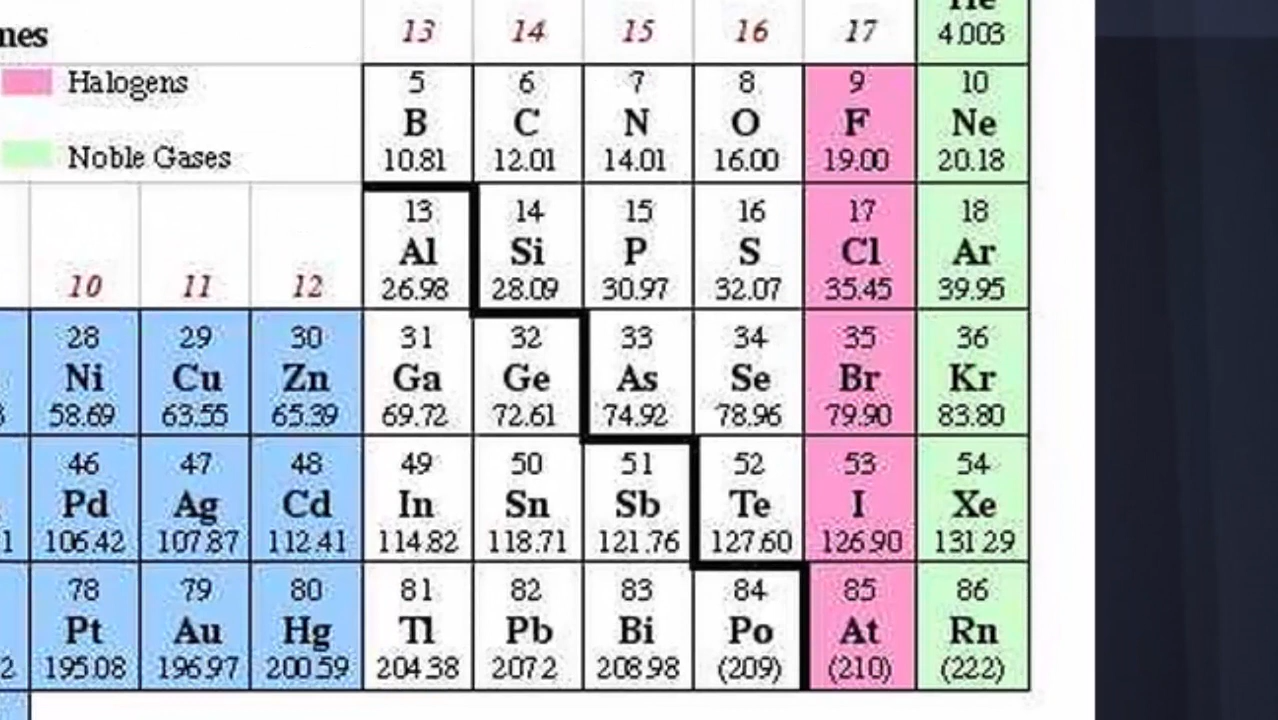 He
13 14 15 16 17 4.003
Halogens
5 6 7 8 9 10
B C N O F Ne
10.81 12.01 14.01 16.00 19.00 20.18
Noble Gases
13 14 15 16 17 18
Al Si P S Cl Ar
10 11 12 26.98 28.09 30.97 32.07 35.45 39.95
28 29 30 31 32 33 34 35 36
Ni Cu Zn Ga Ge As Se Br Kr
58.69 63.55 65.39 69.72 72.61 74.92 78.96 79.90 83.80
46 47 48 49 50 51 52 53 54
Pd Ag Cd In Sn Sb Te I Xe
106.42 107.87 112.41 114.82 118.71 121.76 127.60 126.90 131.29
78 79 80 81 82 83 84 85 86
Pt Au Hg Tl Pb Bi Po At Rn
195.08 196.97 200.59 204.38 207.2 208.98 (209) (210) (222)